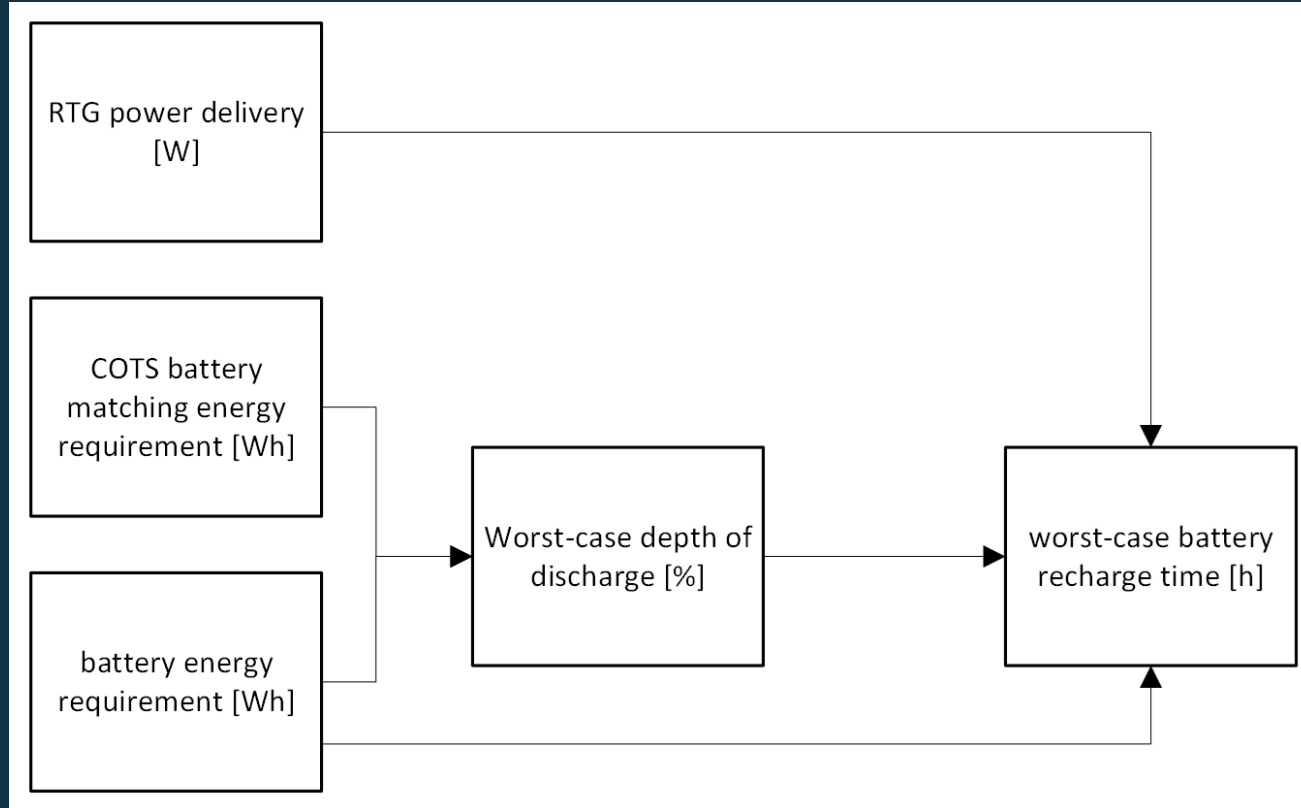 RTG power delivery
[W]
COTS battery
matching energy
requirement [Wh]
battery energy
requirement [Wh]
Worst-case depth of
discharge [%]
worst-case battery
recharge time [h]